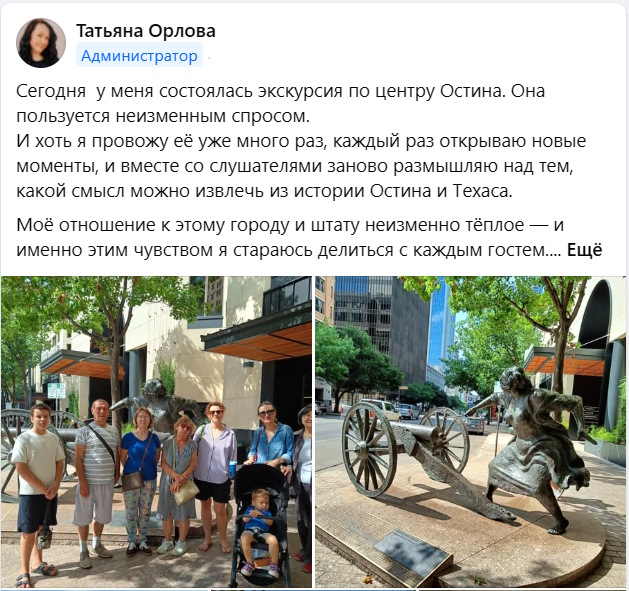 Татьяна Орлова
Администратор ·
Сегодня  у меня состоялась экскурсия по центру Остина. Она
пользуется неизменным спросом.
И хоть я провожу её уже много раз, каждый раз открываю новые
моменты, и вместе со слушателями заново размышляю над тем,
какой смысл можно извлечь из истории Остина и Техаса.
Моё отношение к этому городу и штату неизменно тёплое — и
именно этим чувством я стараюсь делиться с каждым гостем.... Ещё